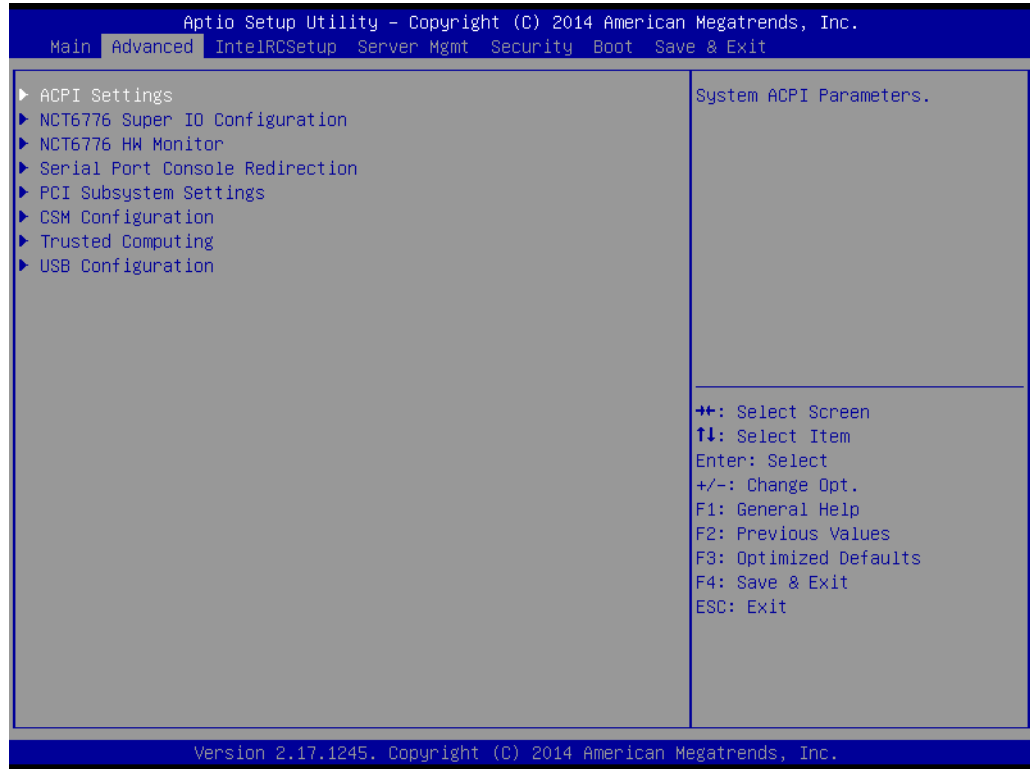 Aptio Setup Utility – Copyright (C) 2014 American Megatrends, Inc.
Main Advanced IntelRCSetup Server Mgmt Security Boot Save & Exit
► ACPI Settings
► NCT6776 Super IO Configuration
► NCT6776 HW Monitor
► Serial Port Console Redirection
► PCI Subsystem Settings
► CSM Configuration
► Trusted Computing
► USB Configuration
System ACPI Parameters.
→←: Select Screen
↑↓: Select Item
Enter: Select
+/-: Change Opt.
F1: General Help
F2: Previous Values
F3: Optimized Defaults
F4: Save & Exit
ESC: Exit
Version 2.17.1245. Copyright (C) 2014 American Megatrends, Inc.